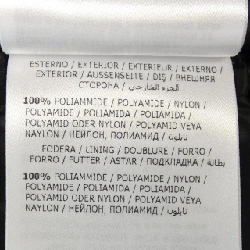 ESTERNO / EXTERIOR / EXTERIEUR / EXTERNO /
EXTERIOR / AUSSENSEITE / DIŞ / ВНЕШНЯЯ
СТОРОНА / الجزء الخارجي
100% POLIAMMIDE / POLYAMIDE / NYLON /
POLYAMIDE / POLIAMIDA / POLIAMIDA /
POLYAMID ODER NYLON / POLYAMID VEYA
NAYLON / НЕЙЛОН, ПОЛИАМИД / نايلون
FODERA / LINING / DOUBLURE / FORRO
/ FORRO / FUTTER / ASTAR / ПОДКЛАДКА / بطانة
100% POLIAMMIDE / POLYAMIDE / NYLON /
POLYAMIDE / POLIAMIDA / POLIAMIDA /
POLYAMID ODER NYLON / POLYAMID VEYA
NAYLON / НЕЙЛОН, ПОЛИАМИД / نايلون